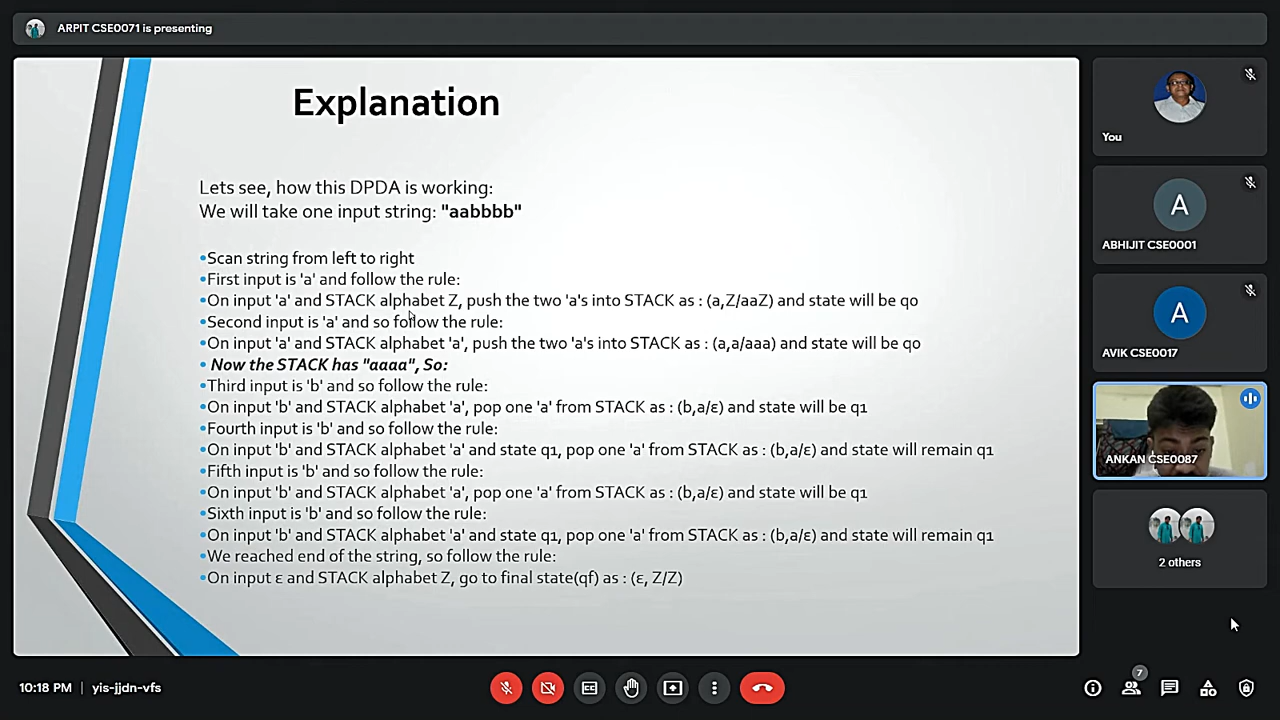 ARPIT CSE0071 is presenting
Explanation
Lets see, how this DPDA is working:
We will take one input string: "aabbbb"
•Scan string from left to right
•First input is 'a' and follow the rule:
•On input 'a' and STACK alphabet Z, push the two 'a's into STACK as : (a,Z/aaZ) and state will be q0
•Second input is 'a' and so follow the rule:
•On input 'a' and STACK alphabet 'a', push the two 'a's into STACK as : (a,a/aaa) and state will be q0
• Now the STACK has "aaaa", So:
•Third input is 'b' and so follow the rule:
•On input 'b' and STACK alphabet 'a', pop one 'a' from STACK as : (b,a/ε) and state will be q1
•Fourth input is 'b' and so follow the rule:
•On input 'b' and STACK alphabet 'a' and state q1, pop one 'a' from STACK as : (b,a/ε) and state will remain q1
•Fifth input is 'b' and so follow the rule:
•On input 'b' and STACK alphabet 'a', pop one 'a' from STACK as : (b,a/ε) and state will be q1
•Sixth input is 'b' and so follow the rule:
•On input 'b' and STACK alphabet 'a' and state q1, pop one 'a' from STACK as : (b,a/ε) and state will remain q1
•We reached end of the string, so follow the rule:
•On input ε and STACK alphabet Z, go to final state(qf) as : (ε, Z/Z)
You
A
ABHIJIT CSE0001
A
AVIK CSE0017
ANKAN CSE0087
2 others
10:18 PM | yis-jjdn-vfs
CC
7